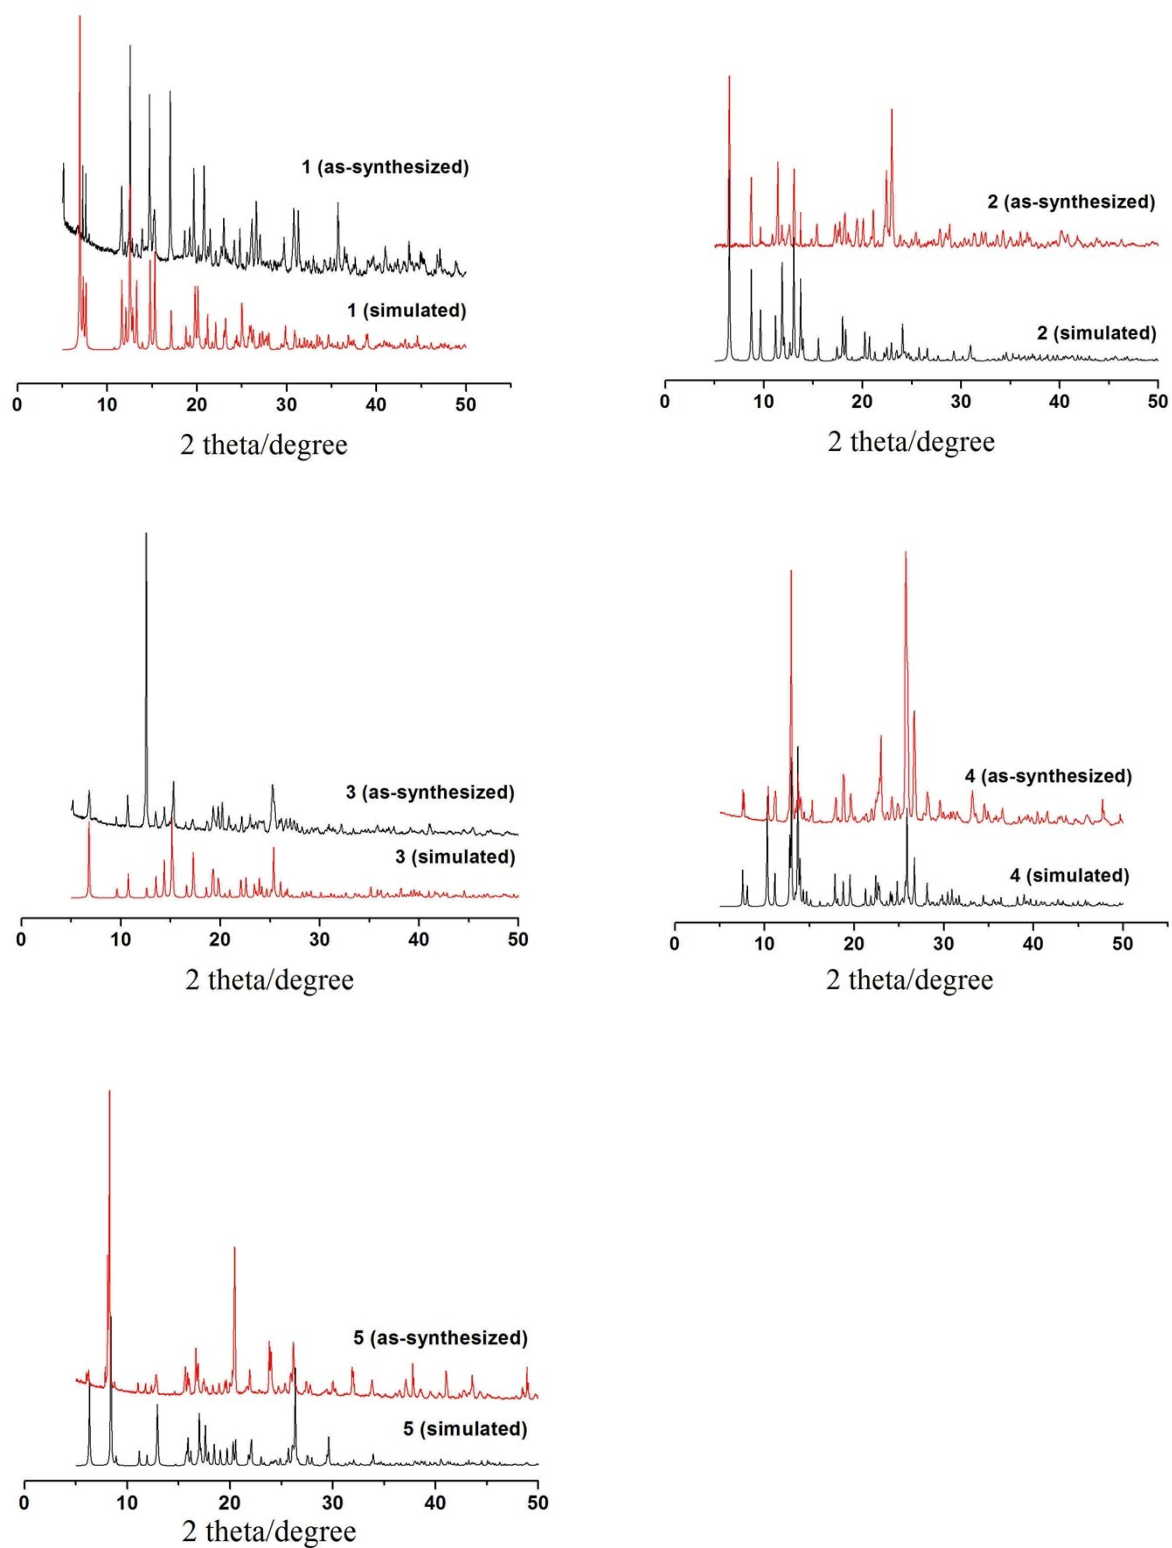 1 (as-synthesized)
1 (simulated)
0 10 20 30 40 50
2 theta/degree
2 (as-synthesized)
2 (simulated)
0 10 20 30 40 50
2 theta/degree
3 (as-synthesized)
3 (simulated)
0 10 20 30 40 50
2 theta/degree
4 (as-synthesized)
4 (simulated)
0 10 20 30 40 50
2 theta/degree
5 (as-synthesized)
5 (simulated)
0 10 20 30 40 50
2 theta/degree